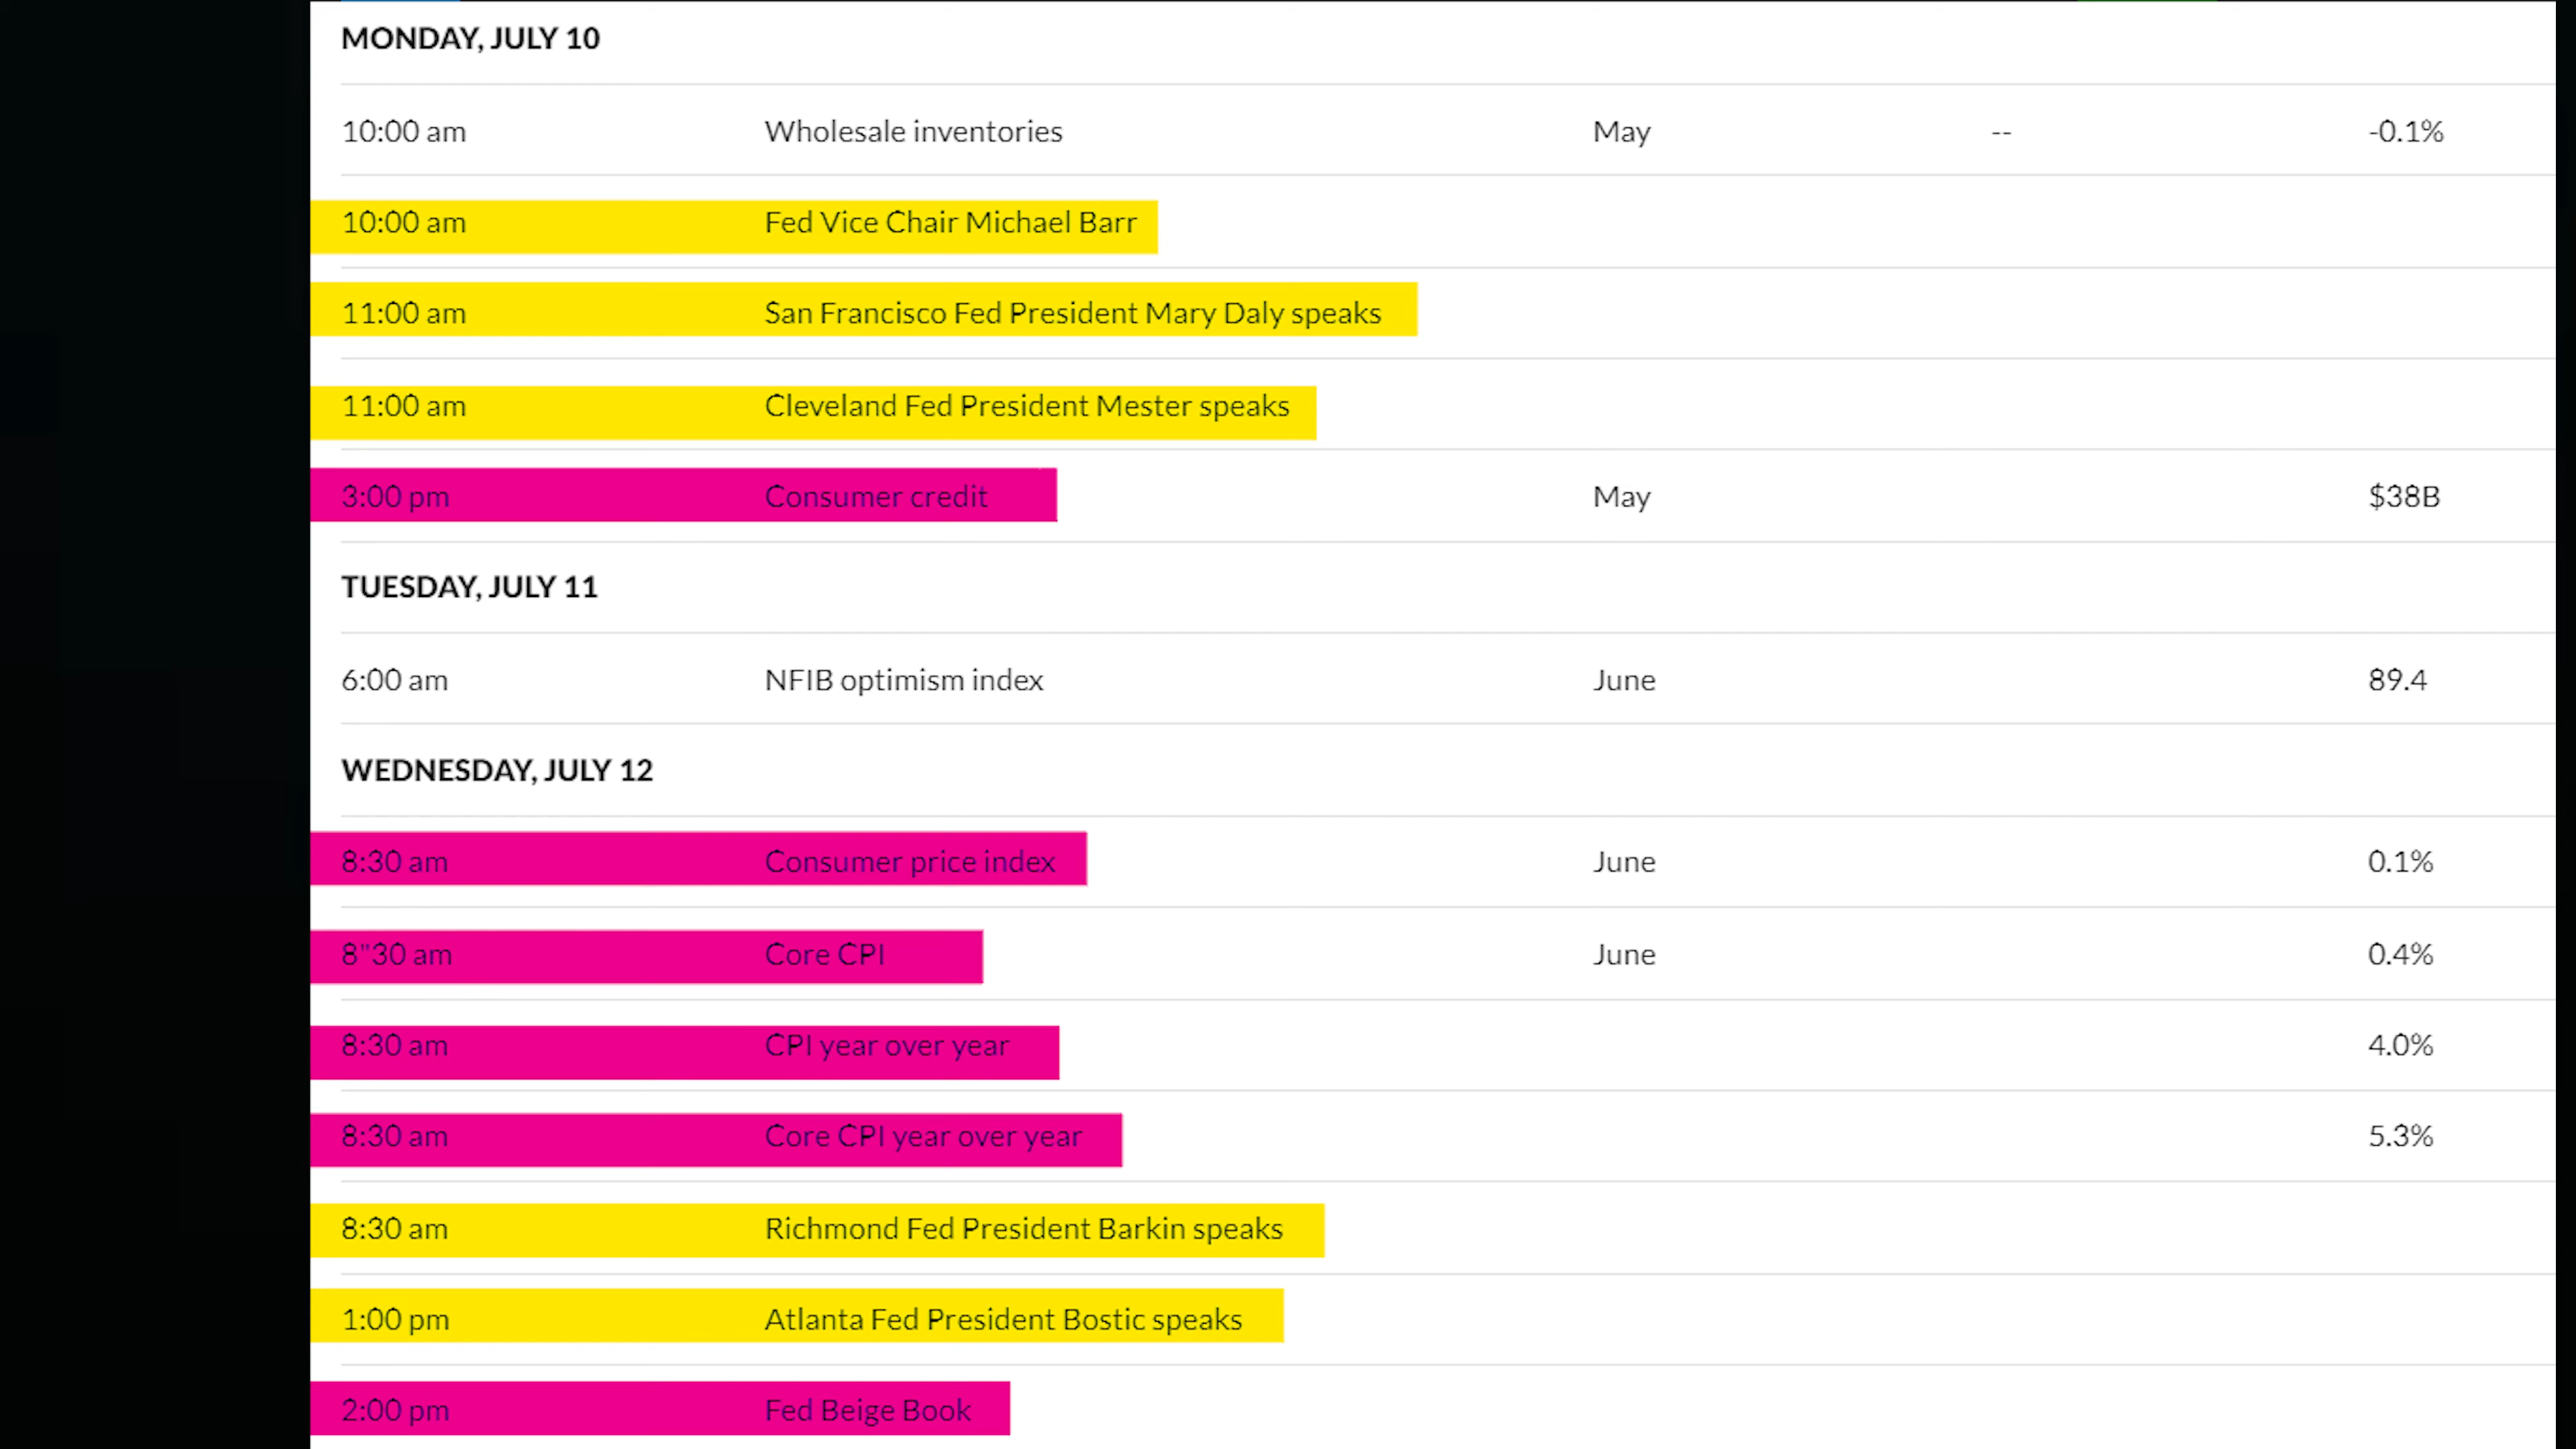 MONDAY, JULY 10
10:00 am Wholesale inventories May -- -0.1%
10:00 am Fed Vice Chair Michael Barr
11:00 am San Francisco Fed President Mary Daly speaks
11:00 am Cleveland Fed President Mester speaks
3:00 pm Consumer credit May $38B
TUESDAY, JULY 11
6:00 am NFIB optimism index June 89.4
WEDNESDAY, JULY 12
8:30 am Consumer price index June 0.1%
8"30 am Core CPI June 0.4%
8:30 am CPI year over year 4.0%
8:30 am Core CPI year over year 5.3%
8:30 am Richmond Fed President Barkin speaks
1:00 pm Atlanta Fed President Bostic speaks
2:00 pm Fed Beige Book